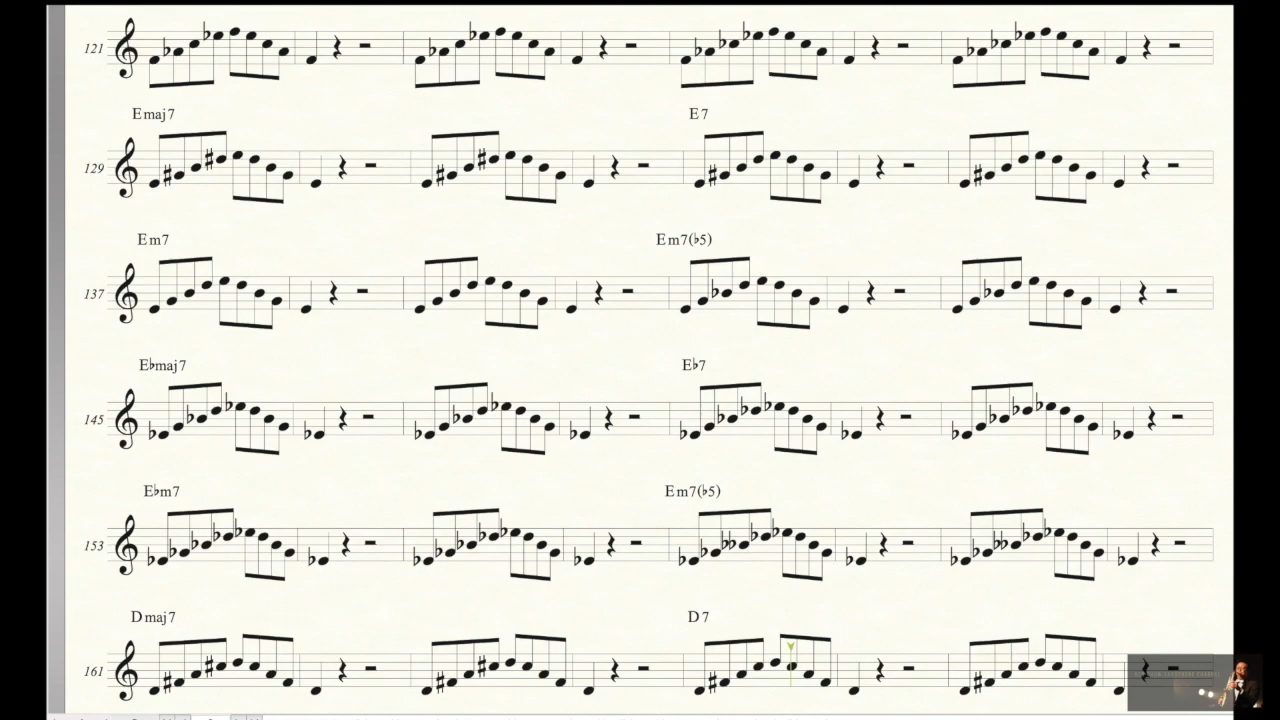 121
Emaj7 E7
129
Em7 Em7(♭5)
137
E♭maj7 E♭7
145
E♭m7 Em7(♭5)
153
Dmaj7 D7
161